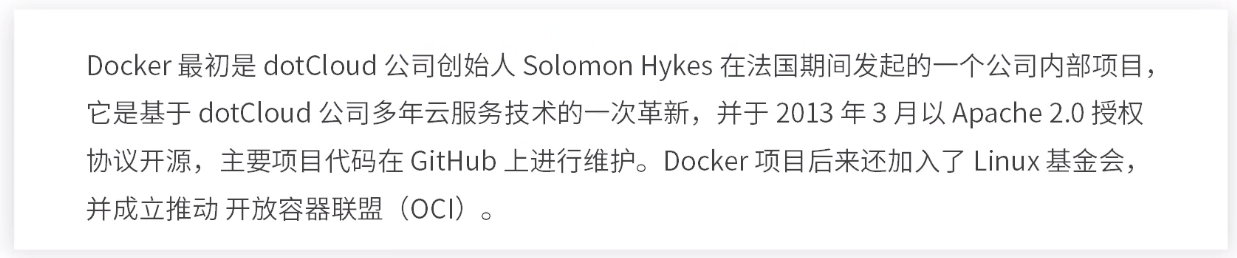 Docker 最初是 dotCloud 公司创始人 Solomon Hykes 在法国期间发起的一个公司内部项目，
它是基于 dotCloud 公司多年云服务技术的一次革新，并于 2013 年 3 月以 Apache 2.0 授权
协议开源，主要项目代码在 GitHub 上进行维护。Docker 项目后来还加入了 Linux 基金会，
并成立推动 开放容器联盟（OCI）。